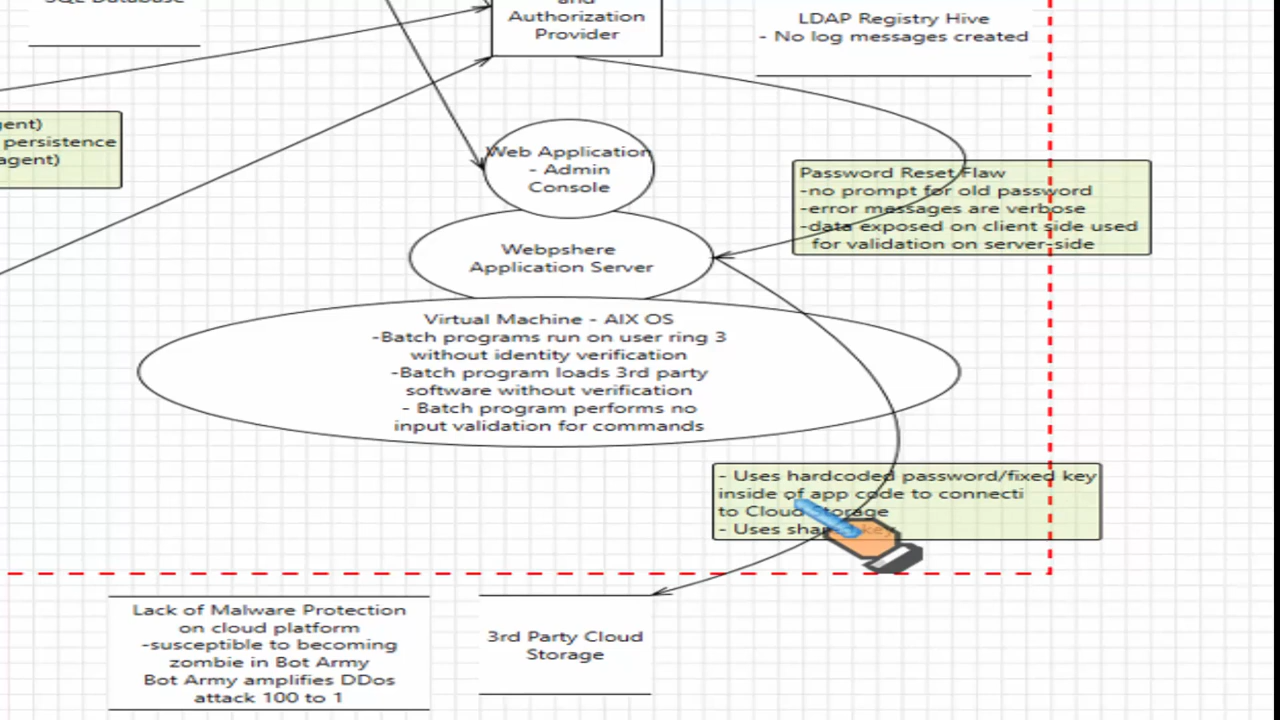 SQL Database
and
Authorization
Provider
LDAP Registry Hive
- No log messages created
gent)
persistence
agent)
Web Application
- Admin
Console
Password Reset Flaw
-no prompt for old password
-error messages are verbose
-data exposed on client side used
for validation on server-side
Webpshere
Application Server
Virtual Machine - AIX OS
-Batch programs run on user ring 3
without identity verification
-Batch program loads 3rd party
software without verification
- Batch program performs no
input validation for commands
- Uses hardcoded password/fixed key
inside of app code to connecti
to Cloud Storage
- Uses key
Lack of Malware Protection
on cloud platform
-susceptible to becoming
zombie in Bot Army
Bot Army amplifies DDos
attack 100 to 1
3rd Party Cloud
Storage